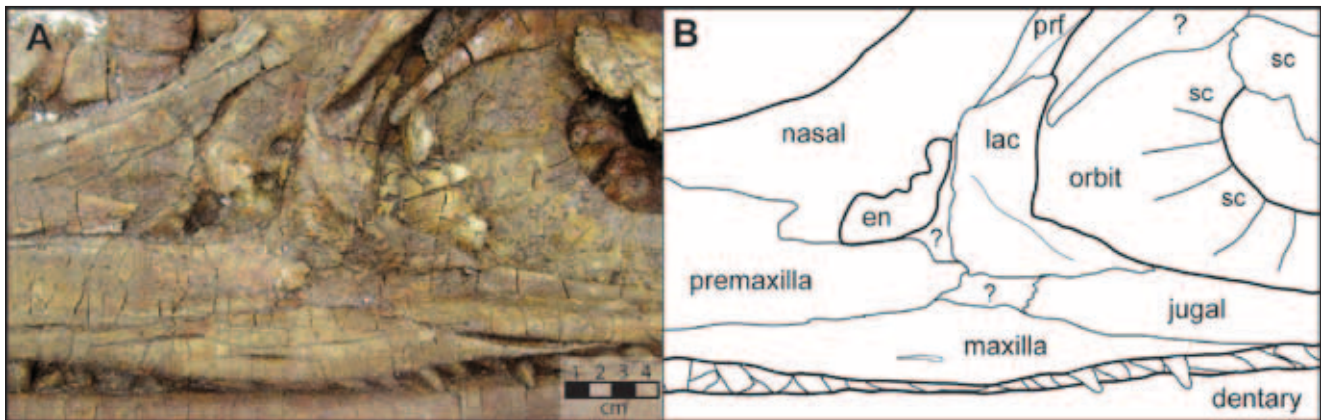 A
1 2 3 4
cm
B
prf
?
sc
sc
nasal
lac
orbit
sc
en
?
premaxilla
?
jugal
maxilla
dentary